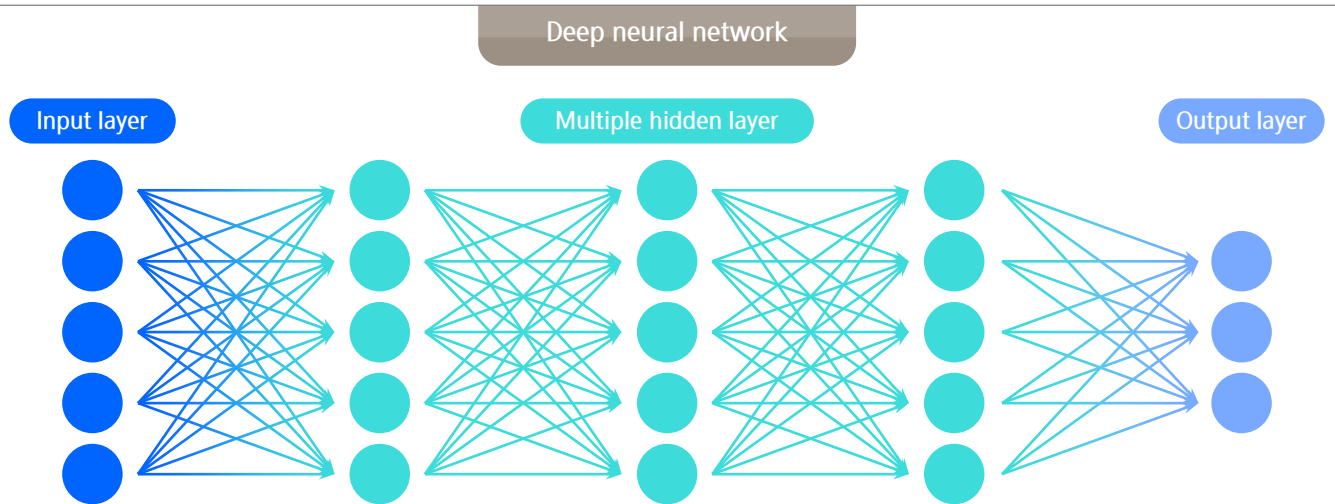 Deep neural network
Input layer
Multiple hidden layer
Output layer